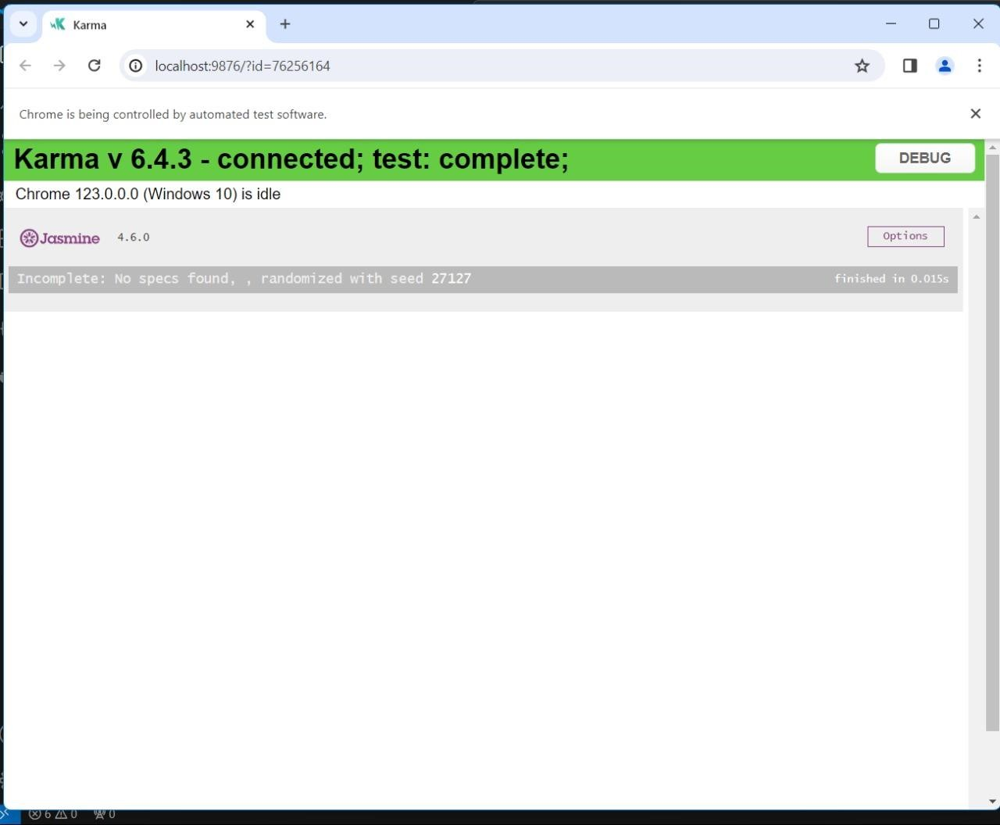 Karma
localhost:9876/?id=76256164
Chrome is being controlled by automated test software.
Karma v 6.4.3 - connected; test: complete;
DEBUG
Chrome 123.0.0.0 (Windows 10) is idle
Jasmine 4.6.0
Options
Incomplete: No specs found, , randomized with seed 27127
finished in 0.015s
6 0 0